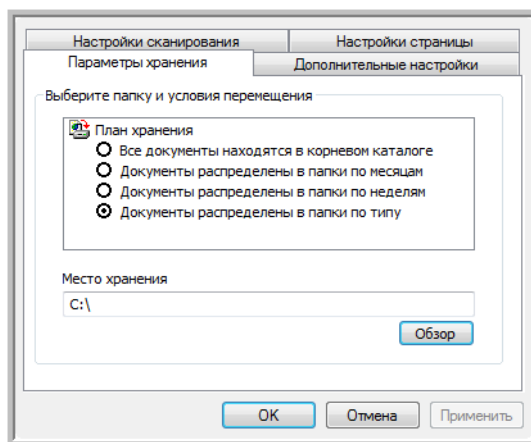 Настройки сканирования
Настройки страницы
Параметры хранения
Дополнительные настройки
Выберите папку и условия перемещения
План хранения
Все документы находятся в корневом каталоге
Документы распределены в папки по месяцам
Документы распределены в папки по неделям
Документы распределены в папки по типу
Место хранения
C:\
Обзор
OK
Отмена
Применить